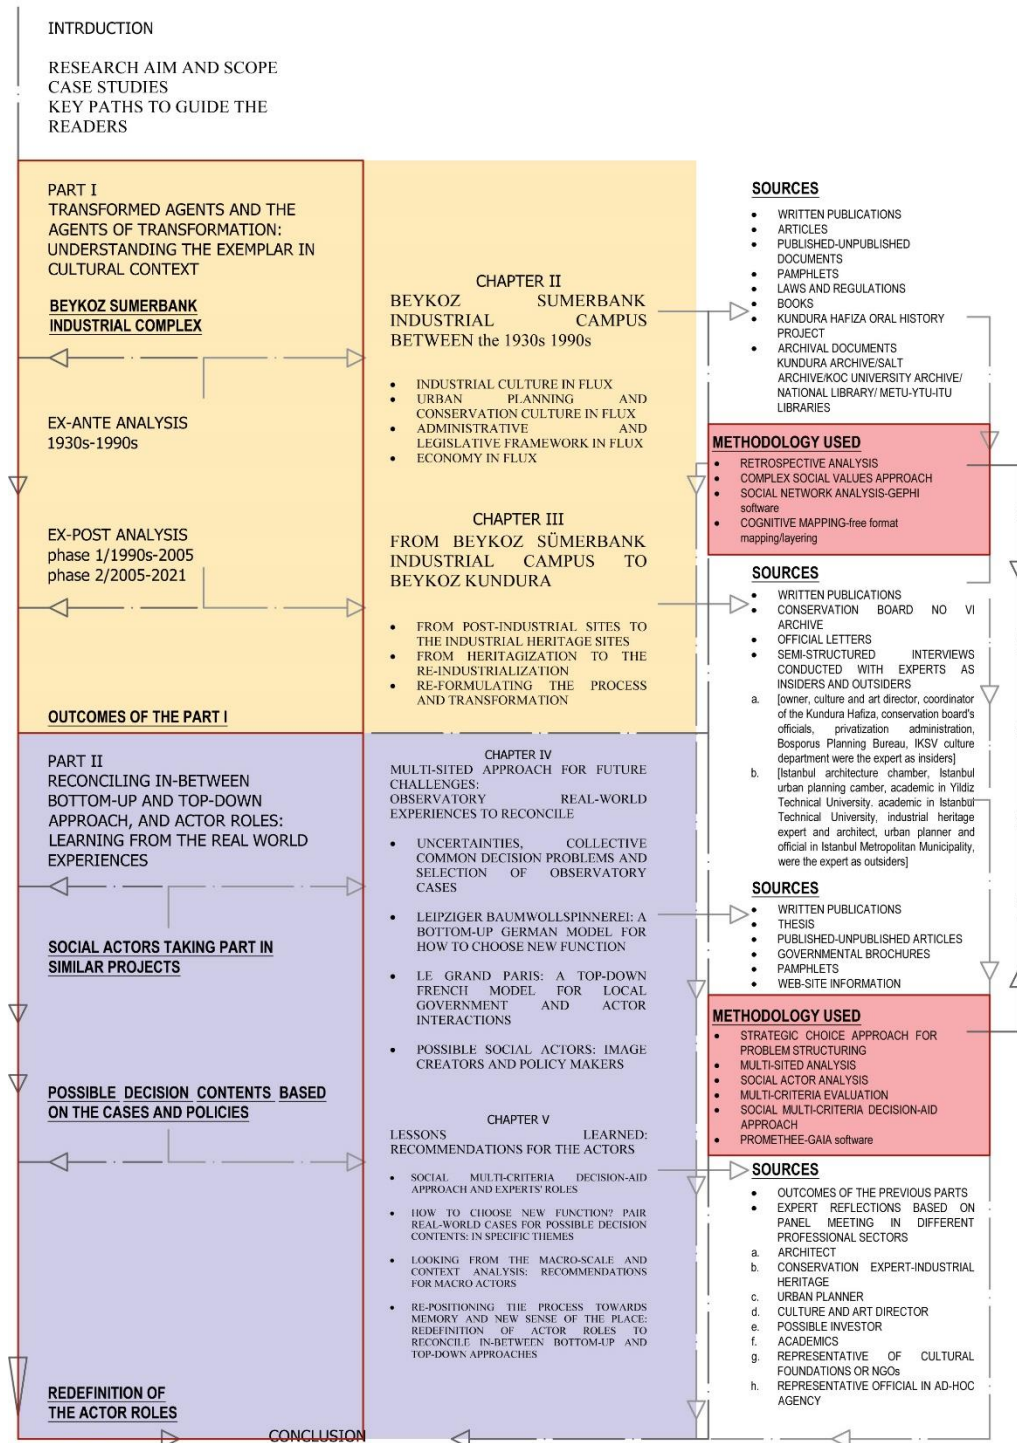 INTRDUCTION
RESEARCH AIM AND SCOPE
CASE STUDIES
KEY PATHS TO GUIDE THE
READERS
PART I
TRANSFORMED AGENTS AND THE
AGENTS OF TRANSFORMATION:
UNDERSTANDING THE EXEMPLAR IN
CULTURAL CONTEXT
BEYKOZ SUMERBANK
INDUSTRIAL COMPLEX
EX-ANTE ANALYSIS
1930s-1990s
EX-POST ANALYSIS
phase 1/1990s-2005
phase 2/2005-2021
OUTCOMES OF THE PART I
CHAPTER II
BEYKOZ SUMERBANK
INDUSTRIAL CAMPUS
BETWEEN the 1930s 1990s
• INDUSTRIAL CULTURE IN FLUX
• URBAN PLANNING AND
CONSERVATION CULTURE IN FLUX
• ADMINISTRATIVE AND
LEGISLATIVE FRAMEWORK IN FLUX
• ECONOMY IN FLUX
CHAPTER III
FROM BEYKOZ SÜMERBANK
INDUSTRIAL CAMPUS TO
BEYKOZ KUNDURA
• FROM POST-INDUSTRIAL SITES TO
THE INDUSTRIAL HERITAGE SITES
• FROM HERITAGIZATION TO THE
RE-INDUSTRIALIZATION
• RE-FORMULATING THE PROCESS
AND TRANSFORMATION
SOURCES
• WRITTEN PUBLICATIONS
• ARTICLES
• PUBLISHED-UNPUBLISHED
DOCUMENTS
• PAMPHLETS
• LAWS AND REGULATIONS
• BOOKS
• KUNDURA HAFIZA ORAL HISTORY
PROJECT
• ARCHIVAL DOCUMENTS
KUNDURA ARCHIVE/SALT
ARCHIVE/KOC UNIVERSITY ARCHIVE/
NATIONAL LIBRARY/ METU-YTU-ITU
LIBRARIES
METHODOLOGY USED
• RETROSPECTIVE ANALYSIS
• COMPLEX SOCIAL VALUES APPROACH
• SOCIAL NETWORK ANALYSIS-GEPHI
software
• COGNITIVE MAPPING-free format
mapping/layering
SOURCES
• WRITTEN PUBLICATIONS
• CONSERVATION BOARD NO VI
ARCHIVE
• OFFICIAL LETTERS
• SEMI-STRUCTURED INTERVIEWS
CONDUCTED WITH EXPERTS AS
INSIDERS AND OUTSIDERS
a. [owner, culture and art director, coordinator
of the Kundura Hafiza, conservation board's
officials, privatization administration,
Bosporus Planning Bureau, IKSV culture
department were the expert as insiders]
b. [Istanbul architecture chamber, Istanbul
urban planning camber, academic in Yildiz
Technical University. academic in Istanbul
Technical University, industrial heritage
expert and architect, urban planner and
official in Istanbul Metropolitan Municipality,
were the expert as outsiders]
PART II
RECONCILING IN-BETWEEN
BOTTOM-UP AND TOP-DOWN
APPROACH, AND ACTOR ROLES:
LEARNING FROM THE REAL WORLD
EXPERIENCES
SOCIAL ACTORS TAKING PART IN
SIMILAR PROJECTS
POSSIBLE DECISION CONTENTS BASED
ON THE CASES AND POLICIES
REDEFINITION OF
THE ACTOR ROLES
CHAPTER IV
MULTI-SITED APPROACH FOR FUTURE
CHALLENGES:
OBSERVATORY REAL-WORLD
EXPERIENCES TO RECONCILE
• UNCERTAINTIES, COLLECTIVE
COMMON DECISION PROBLEMS AND
SELECTION OF OBSERVATORY
CASES
• LEIPZIGER BAUMWOLLSPINNEREI: A
BOTTOM-UP GERMAN MODEL FOR
HOW TO CHOOSE NEW FUNCTION
• LE GRAND PARIS: A TOP-DOWN
FRENCH MODEL FOR LOCAL
GOVERNMENT AND ACTOR
INTERACTIONS
• POSSIBLE SOCIAL ACTORS: IMAGE
CREATORS AND POLICY MAKERS
CHAPTER V
LESSONS LEARNED:
RECOMMENDATIONS FOR THE ACTORS
• SOCIAL MULTI-CRITERIA DECISION-AID
APPROACH AND EXPERTS' ROLES
• HOW TO CHOOSE NEW FUNCTION? PAIR
REAL-WORLD CASES FOR POSSIBLE DECISION
CONTENTS: IN SPECIFIC THEMES
• LOOKING FROM THE MACRO-SCALE AND
CONTEXT ANALYSIS: RECOMMENDATIONS
FOR MACRO ACTORS
• RE-POSITIONING THE PROCESS TOWARDS
MEMORY AND NEW SENSE OF THE PLACE:
REDEFINITION OF ACTOR ROLES TO
RECONCILE IN-BETWEEN BOTTOM-UP AND
TOP-DOWN APPROACHES
SOURCES
• WRITTEN PUBLICATIONS
• THESIS
• PUBLISHED-UNPUBLISHED ARTICLES
• GOVERNMENTAL BROCHURES
• PAMPHLETS
• WEB-SITE INFORMATION
METHODOLOGY USED
• STRATEGIC CHOICE APPROACH FOR
PROBLEM STRUCTURING
• MULTI-SITED ANALYSIS
• SOCIAL ACTOR ANALYSIS
• MULTI-CRITERIA EVALUATION
• SOCIAL MULTI-CRITERIA DECISION-AID
APPROACH
• PROMETHEE-GAIA software
SOURCES
• OUTCOMES OF THE PREVIOUS PARTS
• EXPERT REFLECTIONS BASED ON
PANEL MEETING IN DIFFERENT
PROFESSIONAL SECTORS
a. ARCHITECT
b. CONSERVATION EXPERT-INDUSTRIAL
HERITAGE
c. URBAN PLANNER
d. CULTURE AND ART DIRECTOR
e. POSSIBLE INVESTOR
f. ACADEMICS
g. REPRESENTATIVE OF CULTURAL
FOUNDATIONS OR NGOs
h. REPRESENTATIVE OFFICIAL IN AD-HOC
AGENCY
CONCLUSION